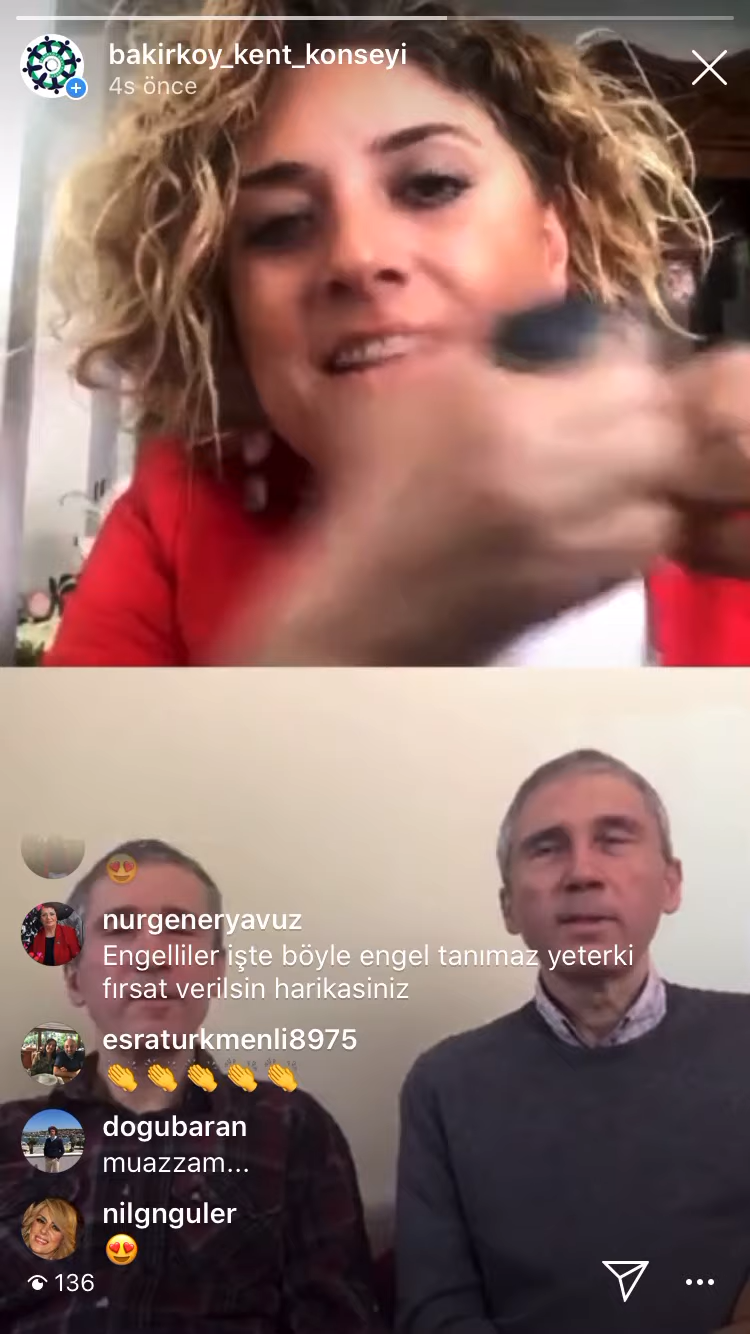 bakirkoy_kent_konseyi
4s önce
😍
nurgeneryavuz
Engelliler işte böyle engel tanımaz yeterki
fırsat verilsin harikasiniz
esraturkmenli8975
👏👏👏👏👏
dogubaran
muazzam...
nilgnguler
😍
136